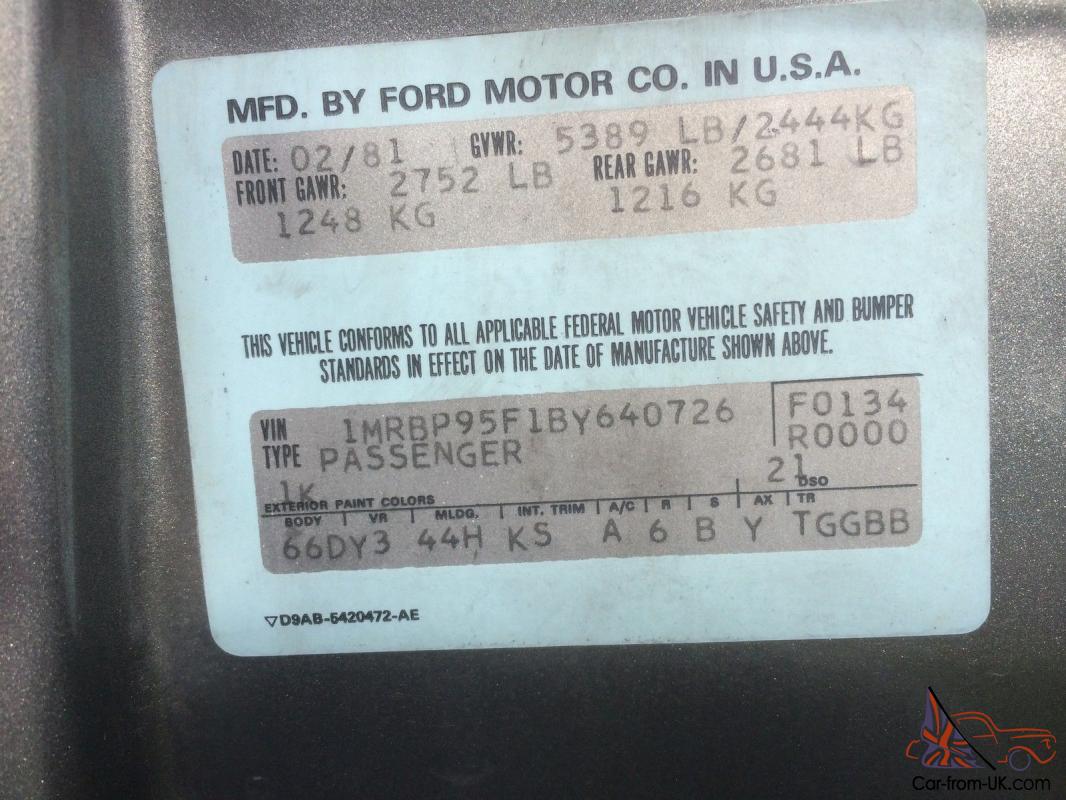 MFD. BY FORD MOTOR CO. IN U.S.A.
DATE: 02/81 GVWR: 5389 LB/2444KG
FRONT GAWR: 2752 LB REAR GAWR: 2681 LB
1248 KG 1216 KG
THIS VEHICLE CONFORMS TO ALL APPLICABLE FEDERAL MOTOR VEHICLE SAFETY AND BUMPER
STANDARDS IN EFFECT ON THE DATE OF MANUFACTURE SHOWN ABOVE.
VIN 1MRBP95F1BY640726 F0134
TYPE PASSENGER R0000
1K 21
EXTERIOR PAINT COLORS DSO
BODY VR MLDG. INT. TRIM A/C R S AX TR
66DY3 44H KS A 6 B Y TGGBB
▽D9AB-5420472-AE
Car-from-UK.com